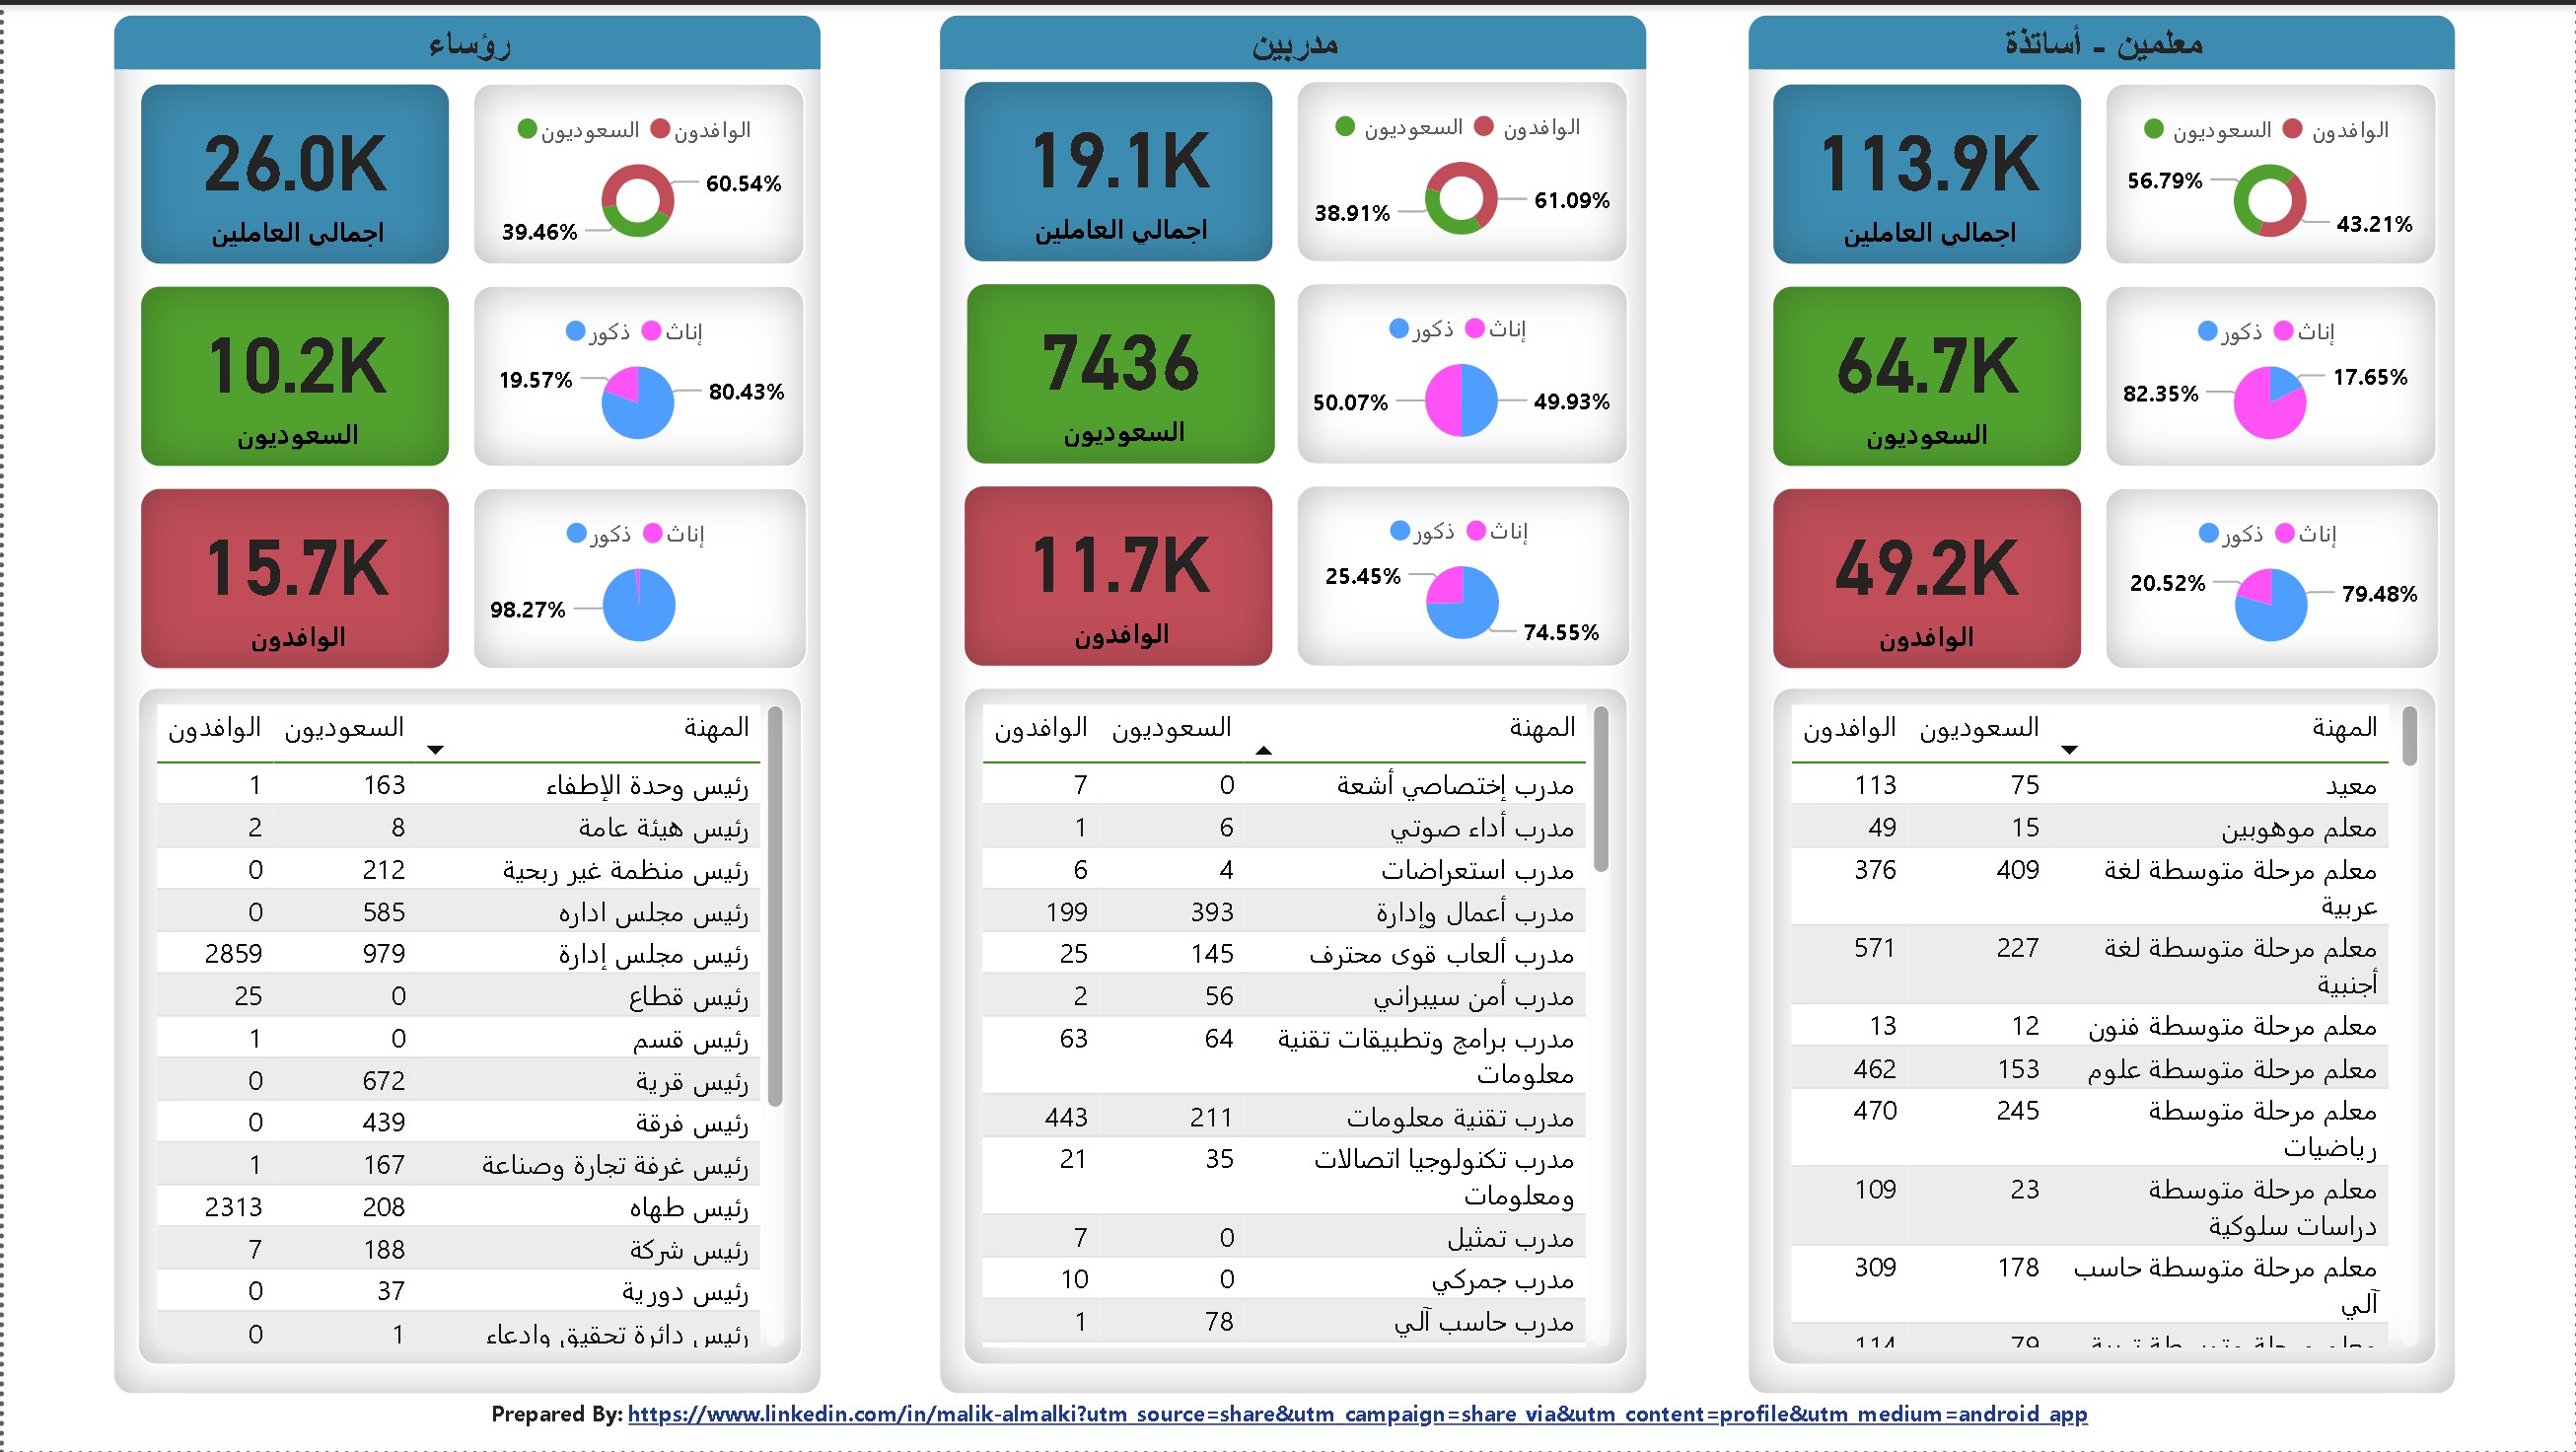 معلمين - أساتذة
113.9K
اجمالي العاملين
السعوديون الوافدون
56.79%
43.21%
64.7K
السعوديون
ذكور إناث
82.35%
17.65%
49.2K
الوافدون
ذكور إناث
20.52%
79.48%
المهنة السعوديون الوافدون
معيد 75 113
معلم موهوبين 15 49
معلم مرحلة متوسطة لغة 409 376
عربية
معلم مرحلة متوسطة لغة 227 571
أجنبية
معلم مرحلة متوسطة فنون 12 13
معلم مرحلة متوسطة علوم 153 462
معلم مرحلة متوسطة 245 470
رياضيات
معلم مرحلة متوسطة 23 109
دراسات سلوكية
معلم مرحلة متوسطة حاسب 178 309
آلي
معلم مرحلة متوسطة 79 114
مدربين
19.1K
اجمالي العاملين
السعوديون الوافدون
38.91%
61.09%
7436
السعوديون
ذكور إناث
50.07%
49.93%
11.7K
الوافدون
ذكور إناث
25.45%
74.55%
المهنة السعوديون الوافدون
مدرب إختصاصي أشعة 0 7
مدرب أداء صوتي 6 1
مدرب استعراضات 4 6
مدرب أعمال وإدارة 393 199
مدرب ألعاب قوى محترف 145 25
مدرب أمن سيبراني 56 2
مدرب برامج وتطبيقات تقنية 64 63
معلومات
مدرب تقنية معلومات 211 443
مدرب تكنولوجيا اتصالات 35 21
ومعلومات
مدرب تمثيل 0 7
مدرب جمركي 0 10
مدرب حاسب آلي 78 1
رؤساء
26.0K
اجمالي العاملين
السعوديون الوافدون
60.54%
39.46%
10.2K
السعوديون
ذكور إناث
19.57%
80.43%
15.7K
الوافدون
ذكور إناث
98.27%
المهنة السعوديون الوافدون
رئيس وحدة الإطفاء 163 1
رئيس هيئة عامة 8 2
رئيس منظمة غير ربحية 212 0
رئيس مجلس اداره 585 0
رئيس مجلس إدارة 979 2859
رئيس قطاع 0 25
رئيس قسم 0 1
رئيس قرية 672 0
رئيس فرقة 439 0
رئيس غرفة تجارة وصناعة 167 1
رئيس طهاه 208 2313
رئيس شركة 188 7
رئيس دورية 37 0
رئيس دائرة تحقيق وادعاء 1 0
Prepared By: https://www.linkedin.com/in/malik-almalki?utm_source=share&utm_campaign=share_via&utm_content=profile&utm_medium=android_app